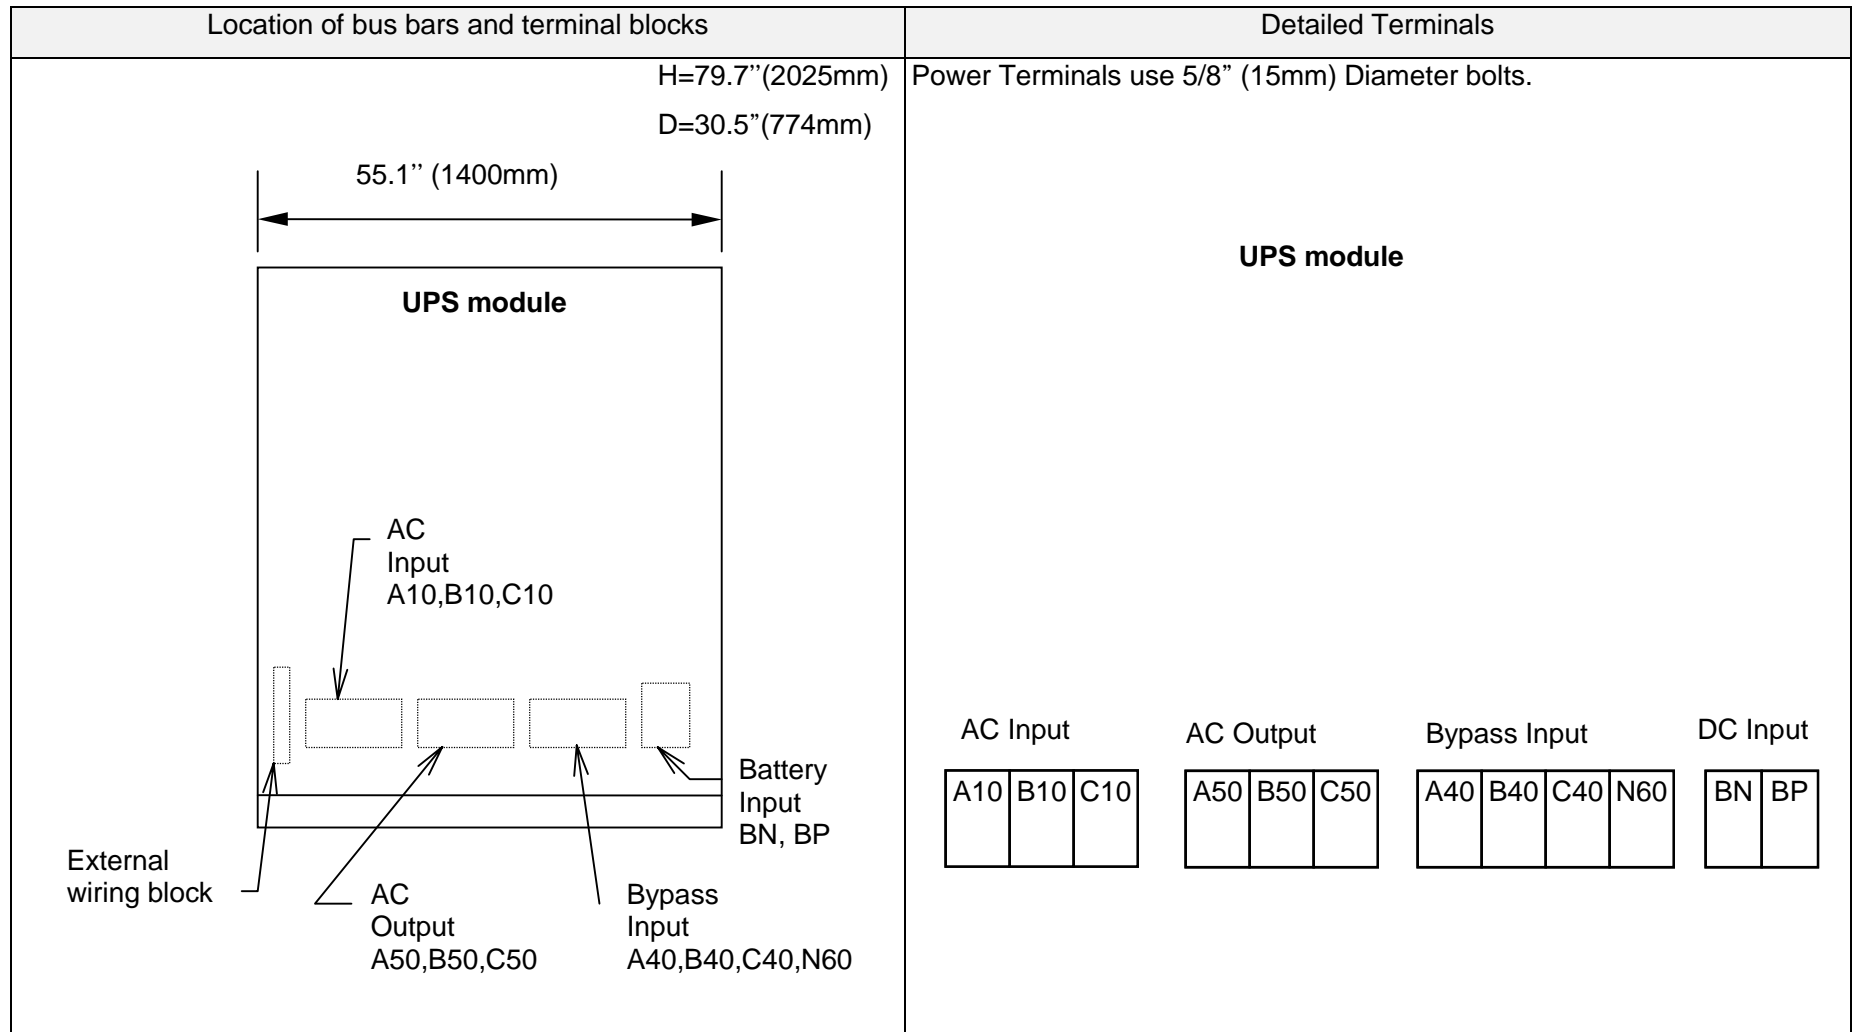 Location of bus bars and terminal blocks
Detailed Terminals
H=79.7’’(2025mm)
D=30.5”(774mm)
55.1’’ (1400mm)
UPS module
AC
Input
A10,B10,C10
Battery
Input
BN, BP
External
wiring block
AC
Output
A50,B50,C50
Bypass
Input
A40,B40,C40,N60
Power Terminals use 5/8” (15mm) Diameter bolts.
UPS module
AC Input
A10 B10 C10
AC Output
A50 B50 C50
Bypass Input
A40 B40 C40 N60
DC Input
BN BP